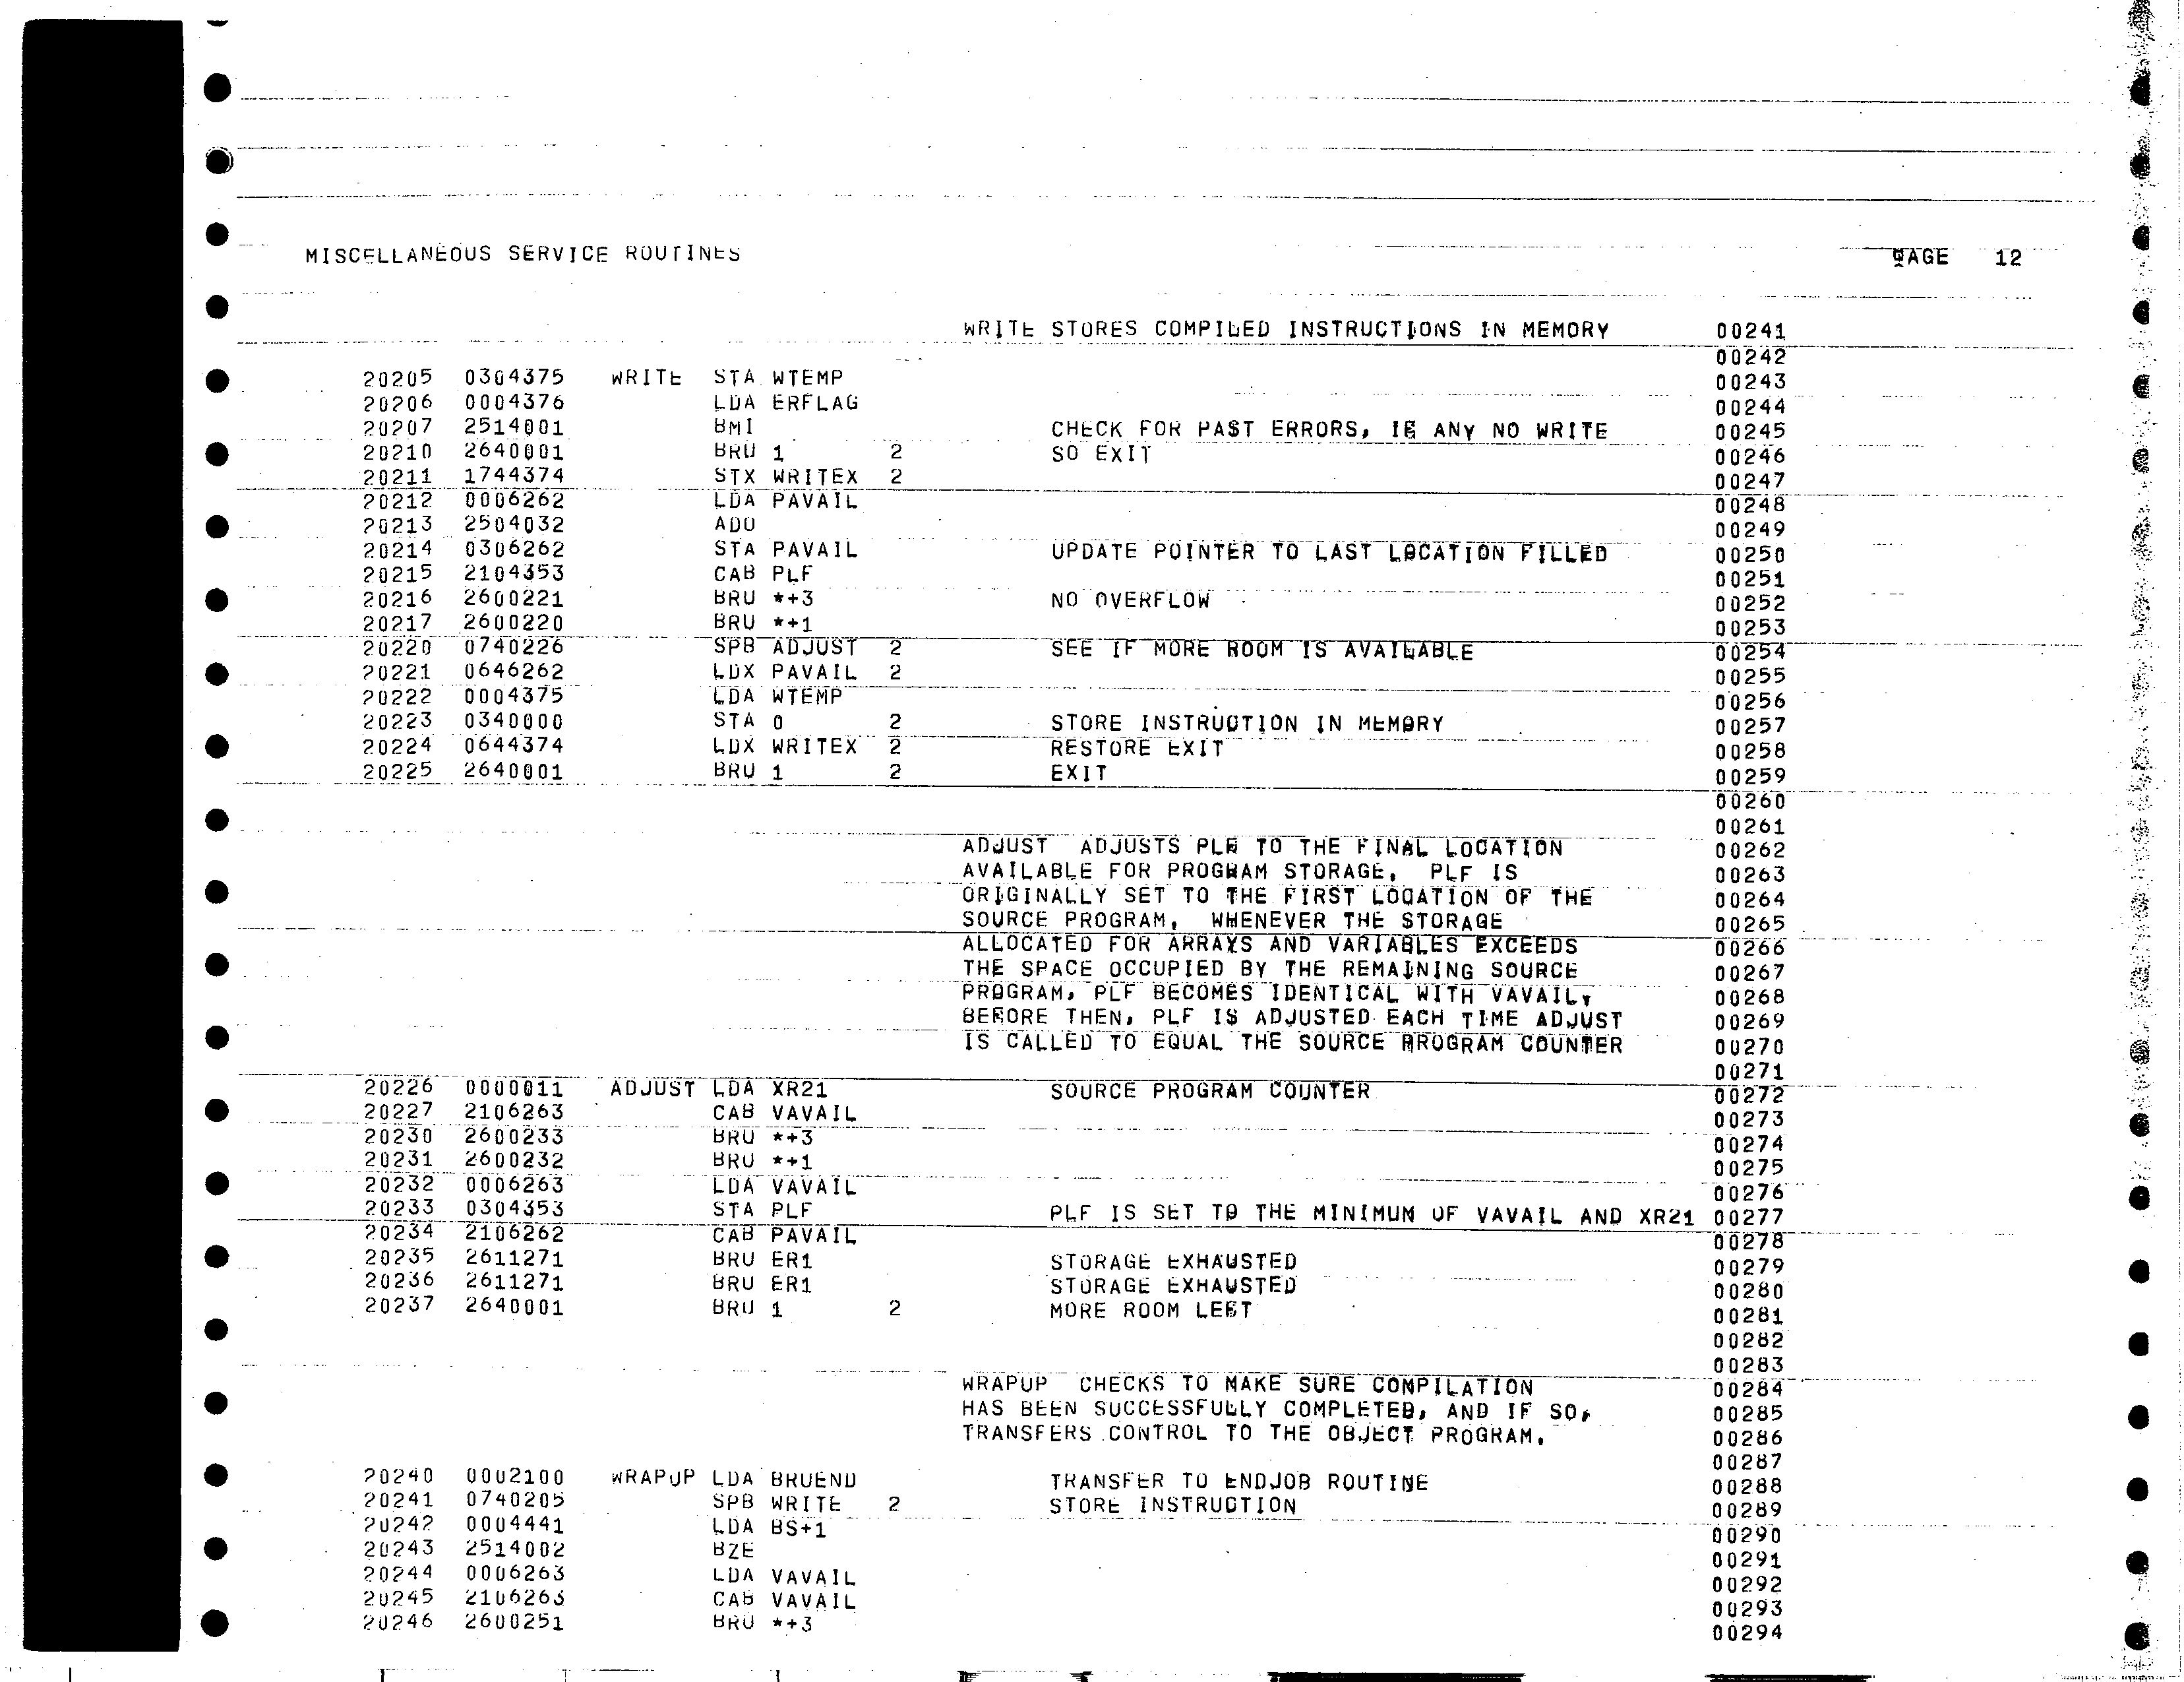 MISCELLANEOUS SERVICE ROUTINES PAGE 12
WRITE STORES COMPILED INSTRUCTIONS IN MEMORY 00241
00242
20205 0304375 WRITE STA WTEMP 00243
20206 0004376 LDA ERFLAG 00244
20207 2514001 BMI CHECK FOR PAST ERRORS, IF ANY NO WRITE 00245
20210 2640001 BRU 1 2 SO EXIT 00246
20211 1744374 STX WRITEX 2 00247
20212 0006262 LDA PAVAIL 00248
20213 2504032 ADO 00249
20214 0306262 STA PAVAIL UPDATE POINTER TO LAST LOCATION FILLED 00250
20215 2104353 CAB PLF 00251
20216 2600221 BRU *+3 NO OVERFLOW 00252
20217 2600220 BRU *+1 00253
20220 0740226 SPB ADJUST 2 SEE IF MORE ROOM IS AVAILABLE 00254
20221 0646262 LDX PAVAIL 2 00255
20222 0004375 LDA WTEMP 00256
20223 0340000 STA 0 2 STORE INSTRUCTION IN MEMORY 00257
20224 0644374 LDX WRITEX 2 RESTORE EXIT 00258
20225 2640001 BRU 1 2 EXIT 00259
00260
00261
ADJUST ADJUSTS PLF TO THE FINAL LOCATION 00262
AVAILABLE FOR PROGRAM STORAGE, PLF IS 00263
ORIGINALLY SET TO THE FIRST LOCATION OF THE 00264
SOURCE PROGRAM, WHENEVER THE STORAGE 00265
ALLOCATED FOR ARRAYS AND VARIABLES EXCEEDS 00266
THE SPACE OCCUPIED BY THE REMAINING SOURCE 00267
PROGRAM, PLF BECOMES IDENTICAL WITH VAVAIL, 00268
BEFORE THEN, PLF IS ADJUSTED EACH TIME ADJUST 00269
IS CALLED TO EQUAL THE SOURCE PROGRAM COUNTER 00270
00271
20226 0000011 ADJUST LDA XR21 SOURCE PROGRAM COUNTER 00272
20227 2106263 CAB VAVAIL 00273
20230 2600233 BRU *+3 00274
20231 2600232 BRU *+1 00275
20232 0006263 LDA VAVAIL 00276
20233 0304353 STA PLF PLF IS SET TO THE MINIMUM OF VAVAIL AND XR21 00277
20234 2106262 CAB PAVAIL 00278
20235 2611271 BRU ER1 STORAGE EXHAUSTED 00279
20236 2611271 BRU ER1 STORAGE EXHAUSTED 00280
20237 2640001 BRU 1 2 MORE ROOM LEFT 00281
00282
00283
WRAPUP CHECKS TO MAKE SURE COMPILATION 00284
HAS BEEN SUCCESSFULLY COMPLETED, AND IF SO, 00285
TRANSFERS CONTROL TO THE OBJECT PROGRAM, 00286
00287
20240 0002100 WRAPUP LDA BRUEND TRANSFER TO ENDJOB ROUTINE 00288
20241 0740205 SPB WRITE 2 STORE INSTRUCTION 00289
20242 0004441 LDA BS+1 00290
20243 2514002 BZE 00291
20244 0006263 LDA VAVAIL 00292
20245 2106263 CAB VAVAIL 00293
20246 2600251 BRU *+3 00294